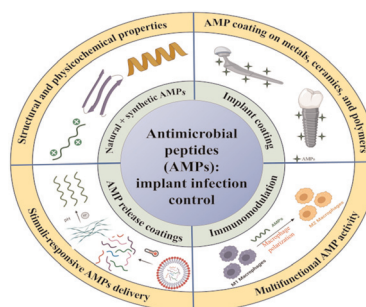 Structural and physicochemical properties
AMP coating on metals, ceramics, and polymers
Natural + synthetic AMPs
Implant coating
AMPs
Antimicrobial
peptides
(AMPs):
implant infection
control
AMP release coatings
Immunomodulation
Stimuli-responsive AMPs delivery
Multifunctional AMP activity
AMPs
Macrophage
polarization
M1 Macrophages
M2 Macrophages